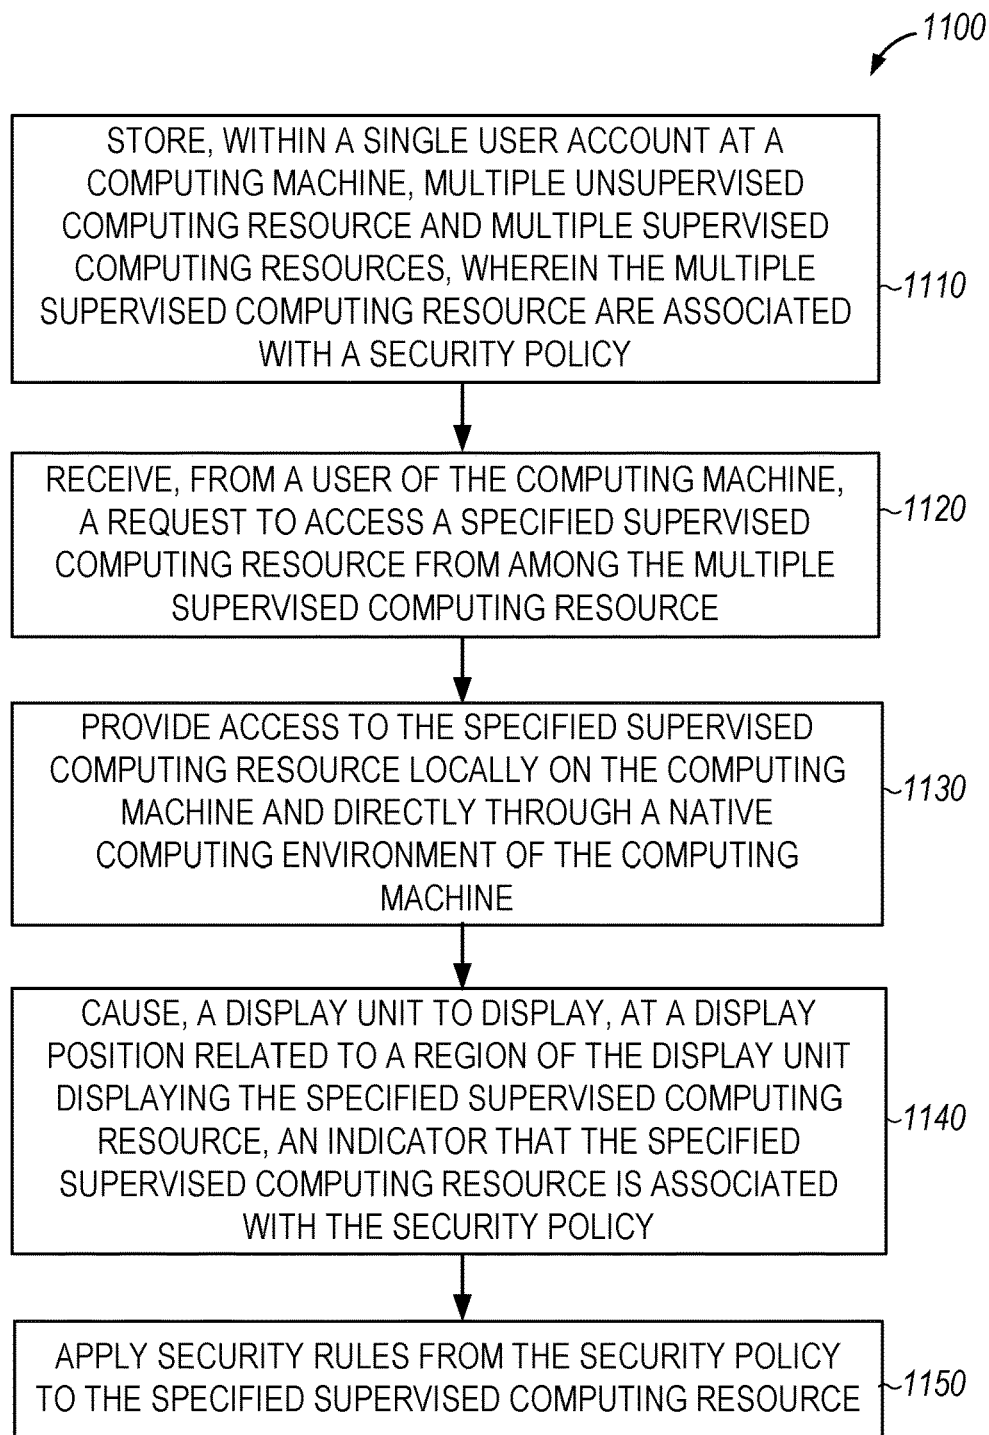 1100
STORE, WITHIN A SINGLE USER ACCOUNT AT A
COMPUTING MACHINE, MULTIPLE UNSUPERVISED
COMPUTING RESOURCE AND MULTIPLE SUPERVISED
COMPUTING RESOURCES, WHEREIN THE MULTIPLE
SUPERVISED COMPUTING RESOURCE ARE ASSOCIATED
WITH A SECURITY POLICY
1110
RECEIVE, FROM A USER OF THE COMPUTING MACHINE,
A REQUEST TO ACCESS A SPECIFIED SUPERVISED
COMPUTING RESOURCE FROM AMONG THE MULTIPLE
SUPERVISED COMPUTING RESOURCE
1120
PROVIDE ACCESS TO THE SPECIFIED SUPERVISED
COMPUTING RESOURCE LOCALLY ON THE COMPUTING
MACHINE AND DIRECTLY THROUGH A NATIVE
COMPUTING ENVIRONMENT OF THE COMPUTING
MACHINE
1130
CAUSE, A DISPLAY UNIT TO DISPLAY, AT A DISPLAY
POSITION RELATED TO A REGION OF THE DISPLAY UNIT
DISPLAYING THE SPECIFIED SUPERVISED COMPUTING
RESOURCE, AN INDICATOR THAT THE SPECIFIED
SUPERVISED COMPUTING RESOURCE IS ASSOCIATED
WITH THE SECURITY POLICY
1140
APPLY SECURITY RULES FROM THE SECURITY POLICY
TO THE SPECIFIED SUPERVISED COMPUTING RESOURCE
1150